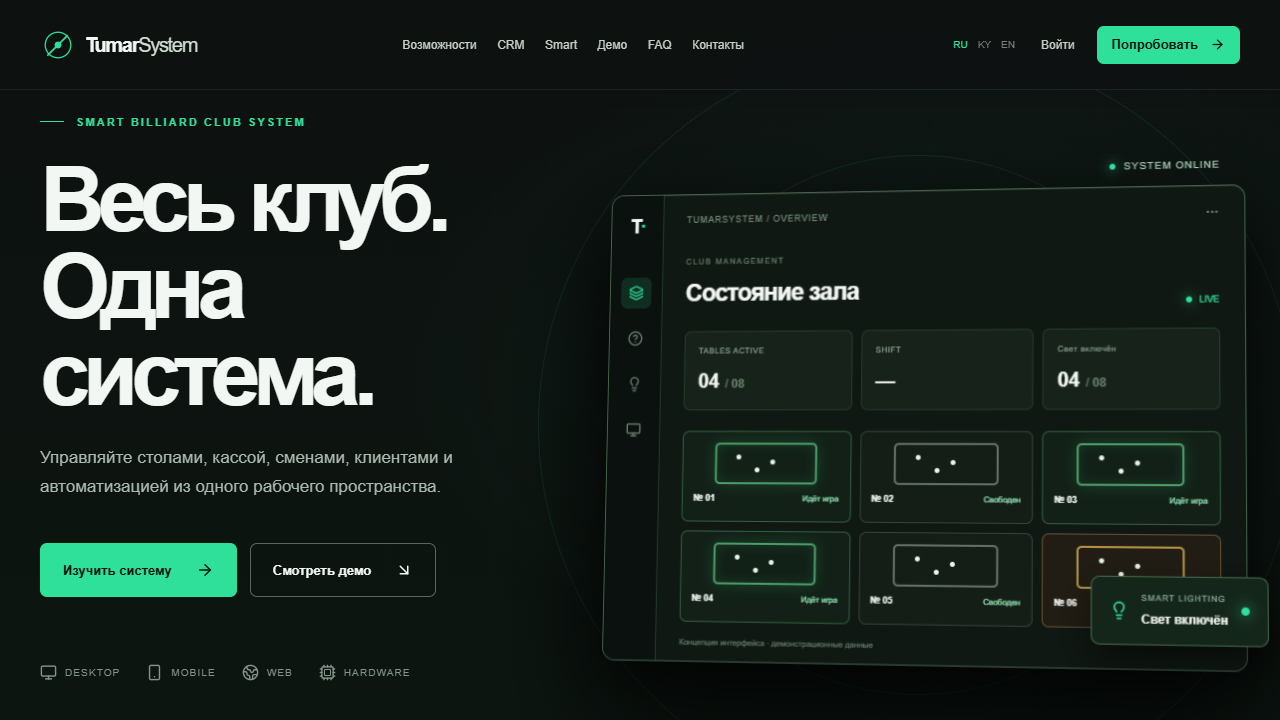 TumarSystem
Возможности CRM Smart Демо FAQ Контакты
RU KY EN Войти Попробовать
SMART BILLIARD CLUB SYSTEM
Весь клуб.
Одна
система.
Управляйте столами, кассой, сменами, клиентами и
автоматизацией из одного рабочего пространства.
Изучить систему
Смотреть демо
DESKTOP MOBILE WEB HARDWARE
SYSTEM ONLINE
T
TUMARSYSTEM / OVERVIEW
CLUB MANAGEMENT
Состояние зала
LIVE
TABLES ACTIVE
04 / 08
SHIFT
—
Свет включён
04 / 08
№ 01 Идёт игра
№ 02 Свободен
№ 03 Идёт игра
№ 04 Идёт игра
№ 05 Свободен
№ 06
SMART LIGHTING
Свет включён
Концепция интерфейса · демонстрационные данные